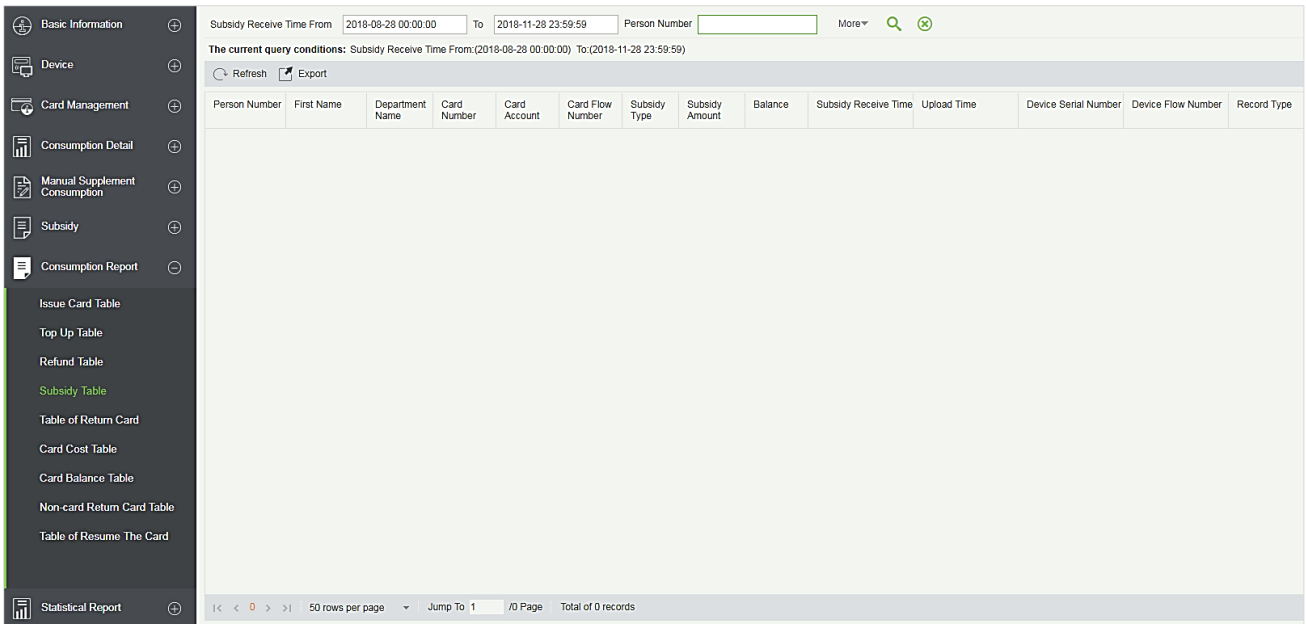 Basic Information
Device
Card Management
Consumption Detail
Manual Supplement
Consumption
Subsidy
Consumption Report
Issue Card Table
Top Up Table
Refund Table
Subsidy Table
Table of Return Card
Card Cost Table
Card Balance Table
Non-card Return Card Table
Table of Resume The Card
Statistical Report
Subsidy Receive Time From 2018-08-28 00:00:00 To 2018-11-28 23:59:59 Person Number More
The current query conditions: Subsidy Receive Time From:(2018-08-28 00:00:00) To:(2018-11-28 23:59:59)
Refresh Export
Person Number First Name Department Name Card Number Card Account Card Flow Number Subsidy Type Subsidy Amount Balance Subsidy Receive Time Upload Time Device Serial Number Device Flow Number Record Type
|< < 0 > >| 50 rows per page Jump To 1 /0 Page Total of 0 records